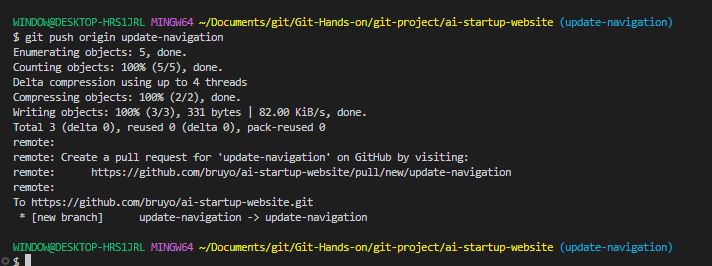 WINDOW@DESKTOP-HRS1JRL MINGW64 ~/Documents/git/Git-Hands-on/git-project/ai-startup-website (update-navigation)
$ git push origin update-navigation
Enumerating objects: 5, done.
Counting objects: 100% (5/5), done.
Delta compression using up to 4 threads
Compressing objects: 100% (2/2), done.
Writing objects: 100% (3/3), 331 bytes | 82.00 KiB/s, done.
Total 3 (delta 0), reused 0 (delta 0), pack-reused 0
remote:
remote: Create a pull request for 'update-navigation' on GitHub by visiting:
remote:      https://github.com/bruyo/ai-startup-website/pull/new/update-navigation
remote:
To https://github.com/bruyo/ai-startup-website.git
 * [new branch]      update-navigation -> update-navigation
WINDOW@DESKTOP-HRS1JRL MINGW64 ~/Documents/git/Git-Hands-on/git-project/ai-startup-website (update-navigation)
$